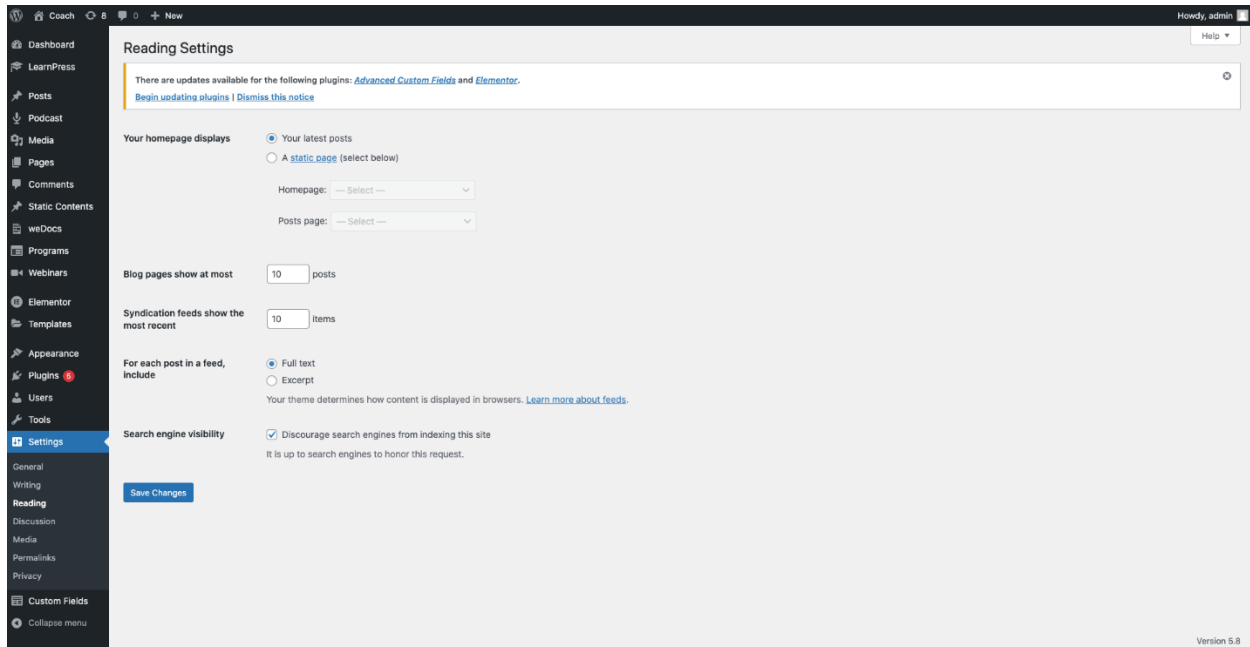 Coach 8 0 New Howdy, admin
Help
Dashboard
LearnPress
Posts
Podcast
Media
Pages
Comments
Static Contents
weDocs
Programs
Webinars
Elementor
Templates
Appearance
Plugins 6
Users
Tools
Settings
General
Writing
Reading
Discussion
Media
Permalinks
Privacy
Custom Fields
Collapse menu
Reading Settings
There are updates available for the following plugins: Advanced Custom Fields and Elementor.
Begin updating plugins | Dismiss this notice
Your homepage displays
Your latest posts
A static page (select below)
Homepage: — Select —
Posts page: — Select —
Blog pages show at most 10 posts
Syndication feeds show the
most recent
10 items
For each post in a feed,
include
Full text
Excerpt
Your theme determines how content is displayed in browsers. Learn more about feeds.
Search engine visibility
Discourage search engines from indexing this site
It is up to search engines to honor this request.
Save Changes
Version 5.8